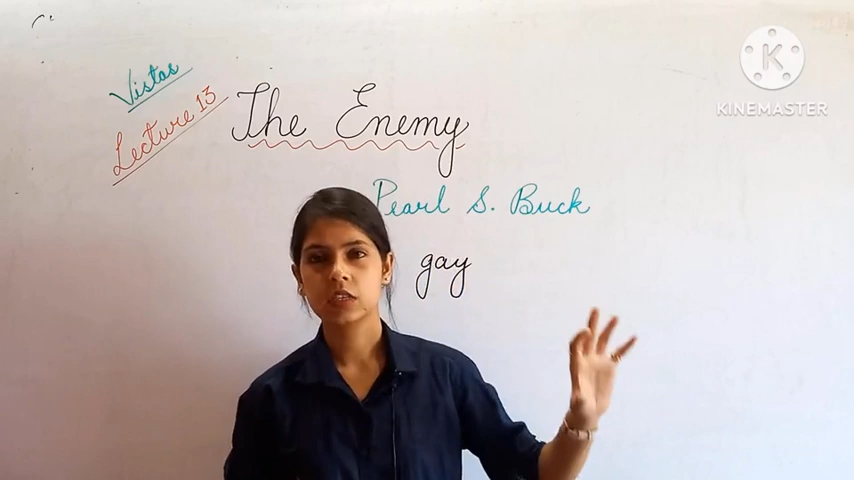 Vistas
Lecture 13
The Enemy
Pearl S. Buck
gay
KINEMASTER